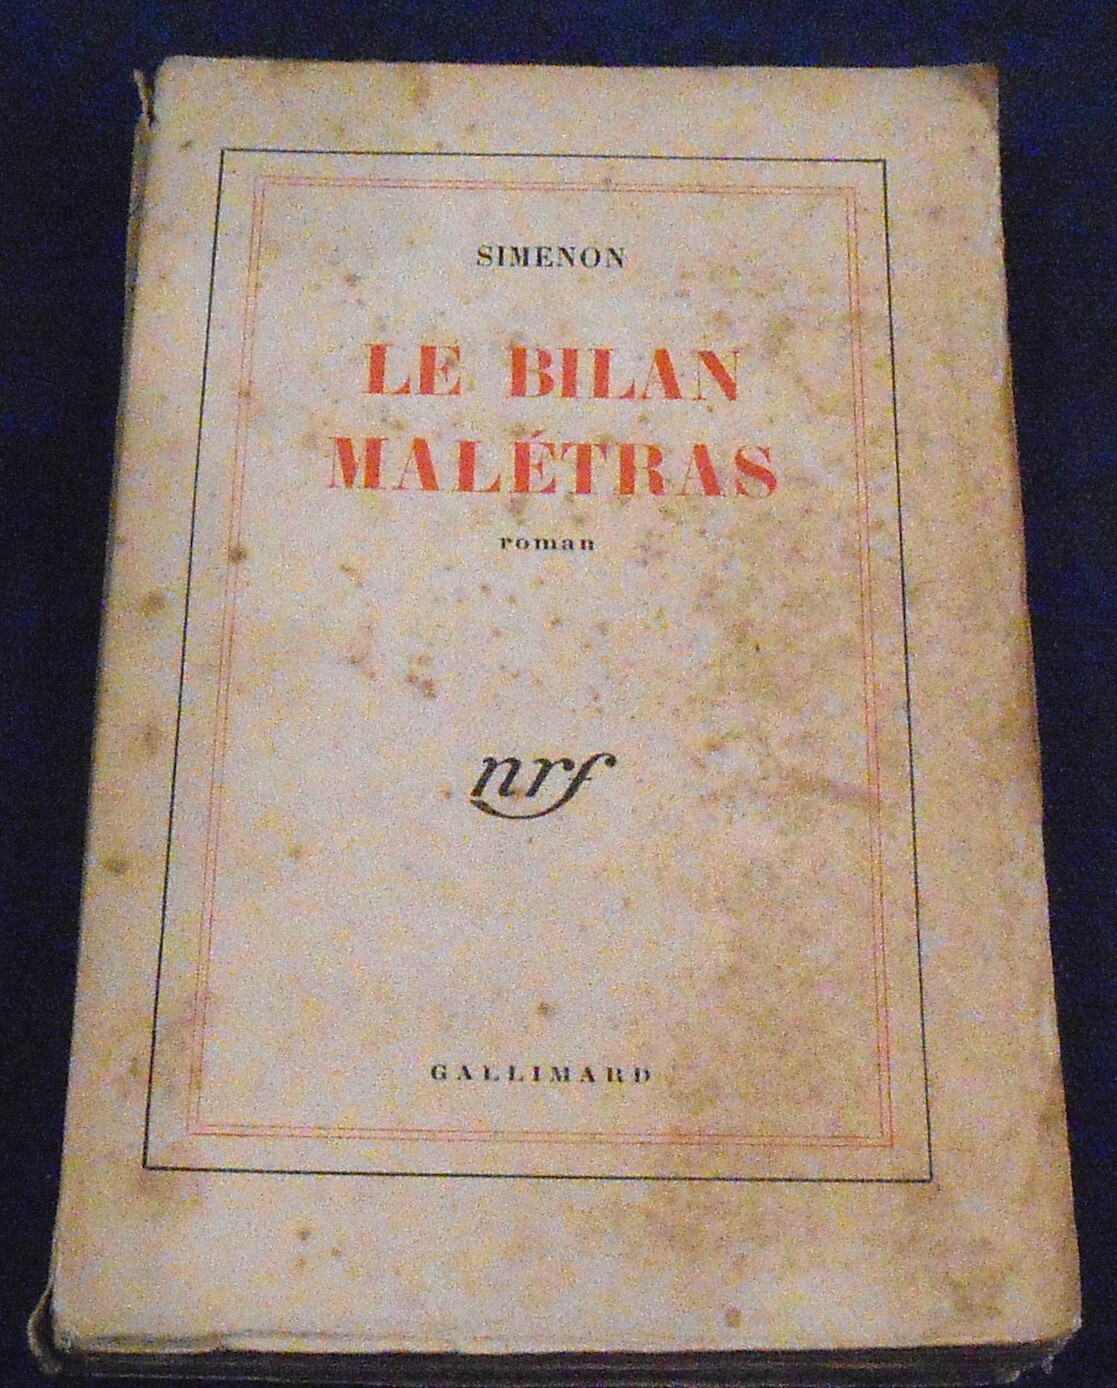 SIMENON
LE BILAN
MALÉTRAS
roman
nrf
GALLIMARD